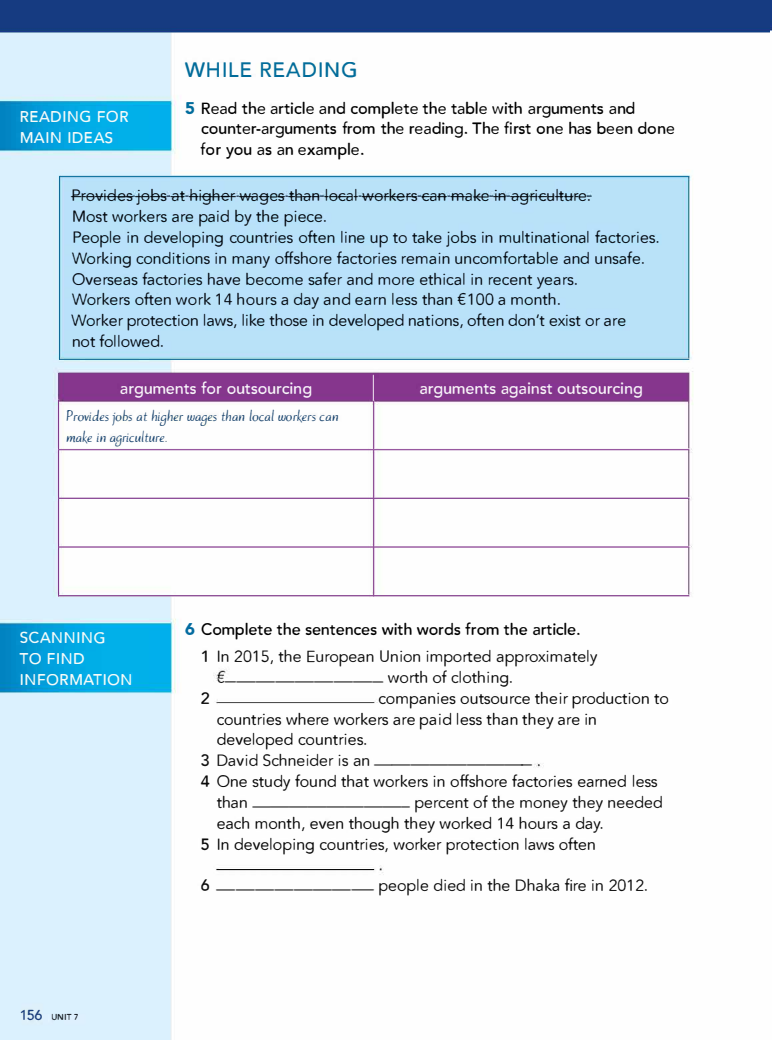 WHILE READING
READING FOR
MAIN IDEAS
5 Read the article and complete the table with arguments and
counter-arguments from the reading. The first one has been done
for you as an example.
Provides jobs at higher wages than local workers can make in agriculture.
Most workers are paid by the piece.
People in developing countries often line up to take jobs in multinational factories.
Working conditions in many offshore factories remain uncomfortable and unsafe.
Overseas factories have become safer and more ethical in recent years.
Workers often work 14 hours a day and earn less than €100 a month.
Worker protection laws, like those in developed nations, often don't exist or are
not followed.
arguments for outsourcing arguments against outsourcing
Provides jobs at higher wages than local workers can
make in agriculture.
SCANNING
TO FIND
INFORMATION
6 Complete the sentences with words from the article.
1 In 2015, the European Union imported approximately
€__________________ worth of clothing.
2 __________________ companies outsource their production to
countries where workers are paid less than they are in
developed countries.
3 David Schneider is an __________________ .
4 One study found that workers in offshore factories earned less
than __________________ percent of the money they needed
each month, even though they worked 14 hours a day.
5 In developing countries, worker protection laws often
__________________ .
6 __________________ people died in the Dhaka fire in 2012.
156 UNIT 7